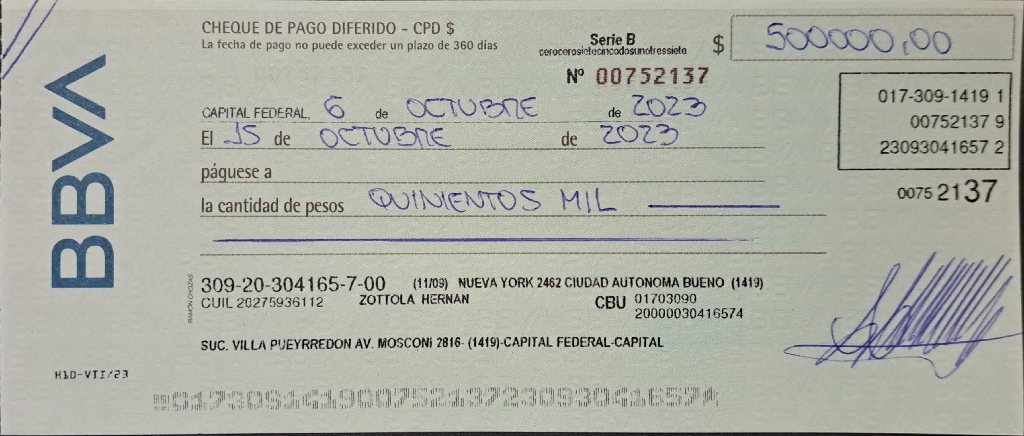 BBVA
CHEQUE DE PAGO DIFERIDO - CPD $
La fecha de pago no puede exceder un plazo de 360 días
Serie B
cerocerosietecincodosunotressiete
Nº 00752137
$ 500000,00
017-309-1419 1
00752137 9
23093041657 2
0075 2137
CAPITAL FEDERAL, 6 de OCTUBRE de 2023
El 15 de OCTUBRE de 2023
páguese a
la cantidad de pesos QUINIENTOS MIL
309-20-304165-7-00 (11/09) NUEVA YORK 2462 CIUDAD AUTONOMA BUENO (1419)
CUIL 20275936112 ZOTTOLA HERNAN CBU 01703090
20000030416574
SUC. VILLA PUEYRREDON AV. MOSCONI 2816- (1419)-CAPITAL FEDERAL-CAPITAL
RAMÓN CHOZAS
M10-VII/23